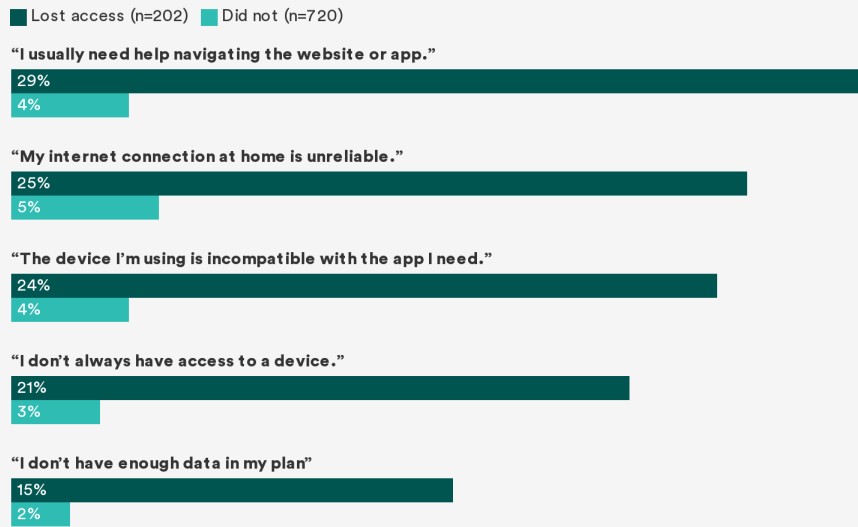 Lost access (n=202) Did not (n=720)
“I usually need help navigating the website or app.”
29%
4%
“My internet connection at home is unreliable.”
25%
5%
“The device I’m using is incompatible with the app I need.”
24%
4%
“I don’t always have access to a device.”
21%
3%
“I don’t have enough data in my plan”
15%
2%